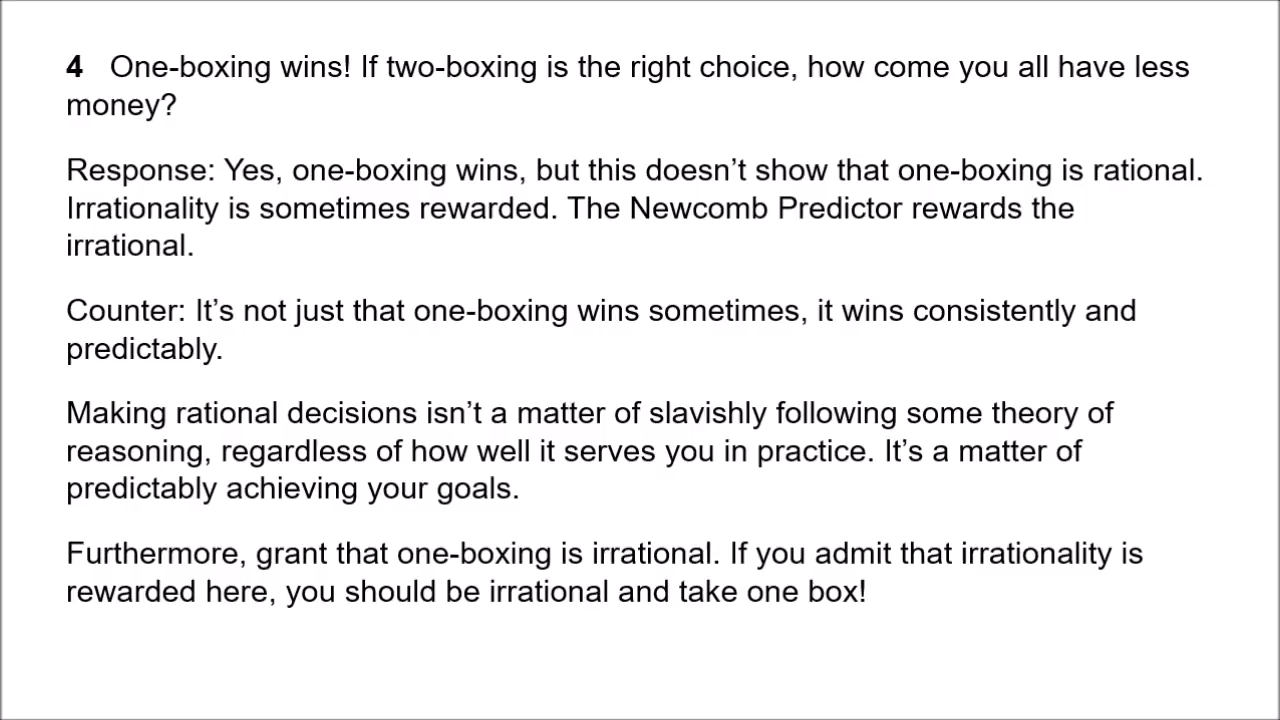 4 One-boxing wins! If two-boxing is the right choice, how come you all have less
money?
Response: Yes, one-boxing wins, but this doesn’t show that one-boxing is rational.
Irrationality is sometimes rewarded. The Newcomb Predictor rewards the
irrational.
Counter: It’s not just that one-boxing wins sometimes, it wins consistently and
predictably.
Making rational decisions isn’t a matter of slavishly following some theory of
reasoning, regardless of how well it serves you in practice. It’s a matter of
predictably achieving your goals.
Furthermore, grant that one-boxing is irrational. If you admit that irrationality is
rewarded here, you should be irrational and take one box!